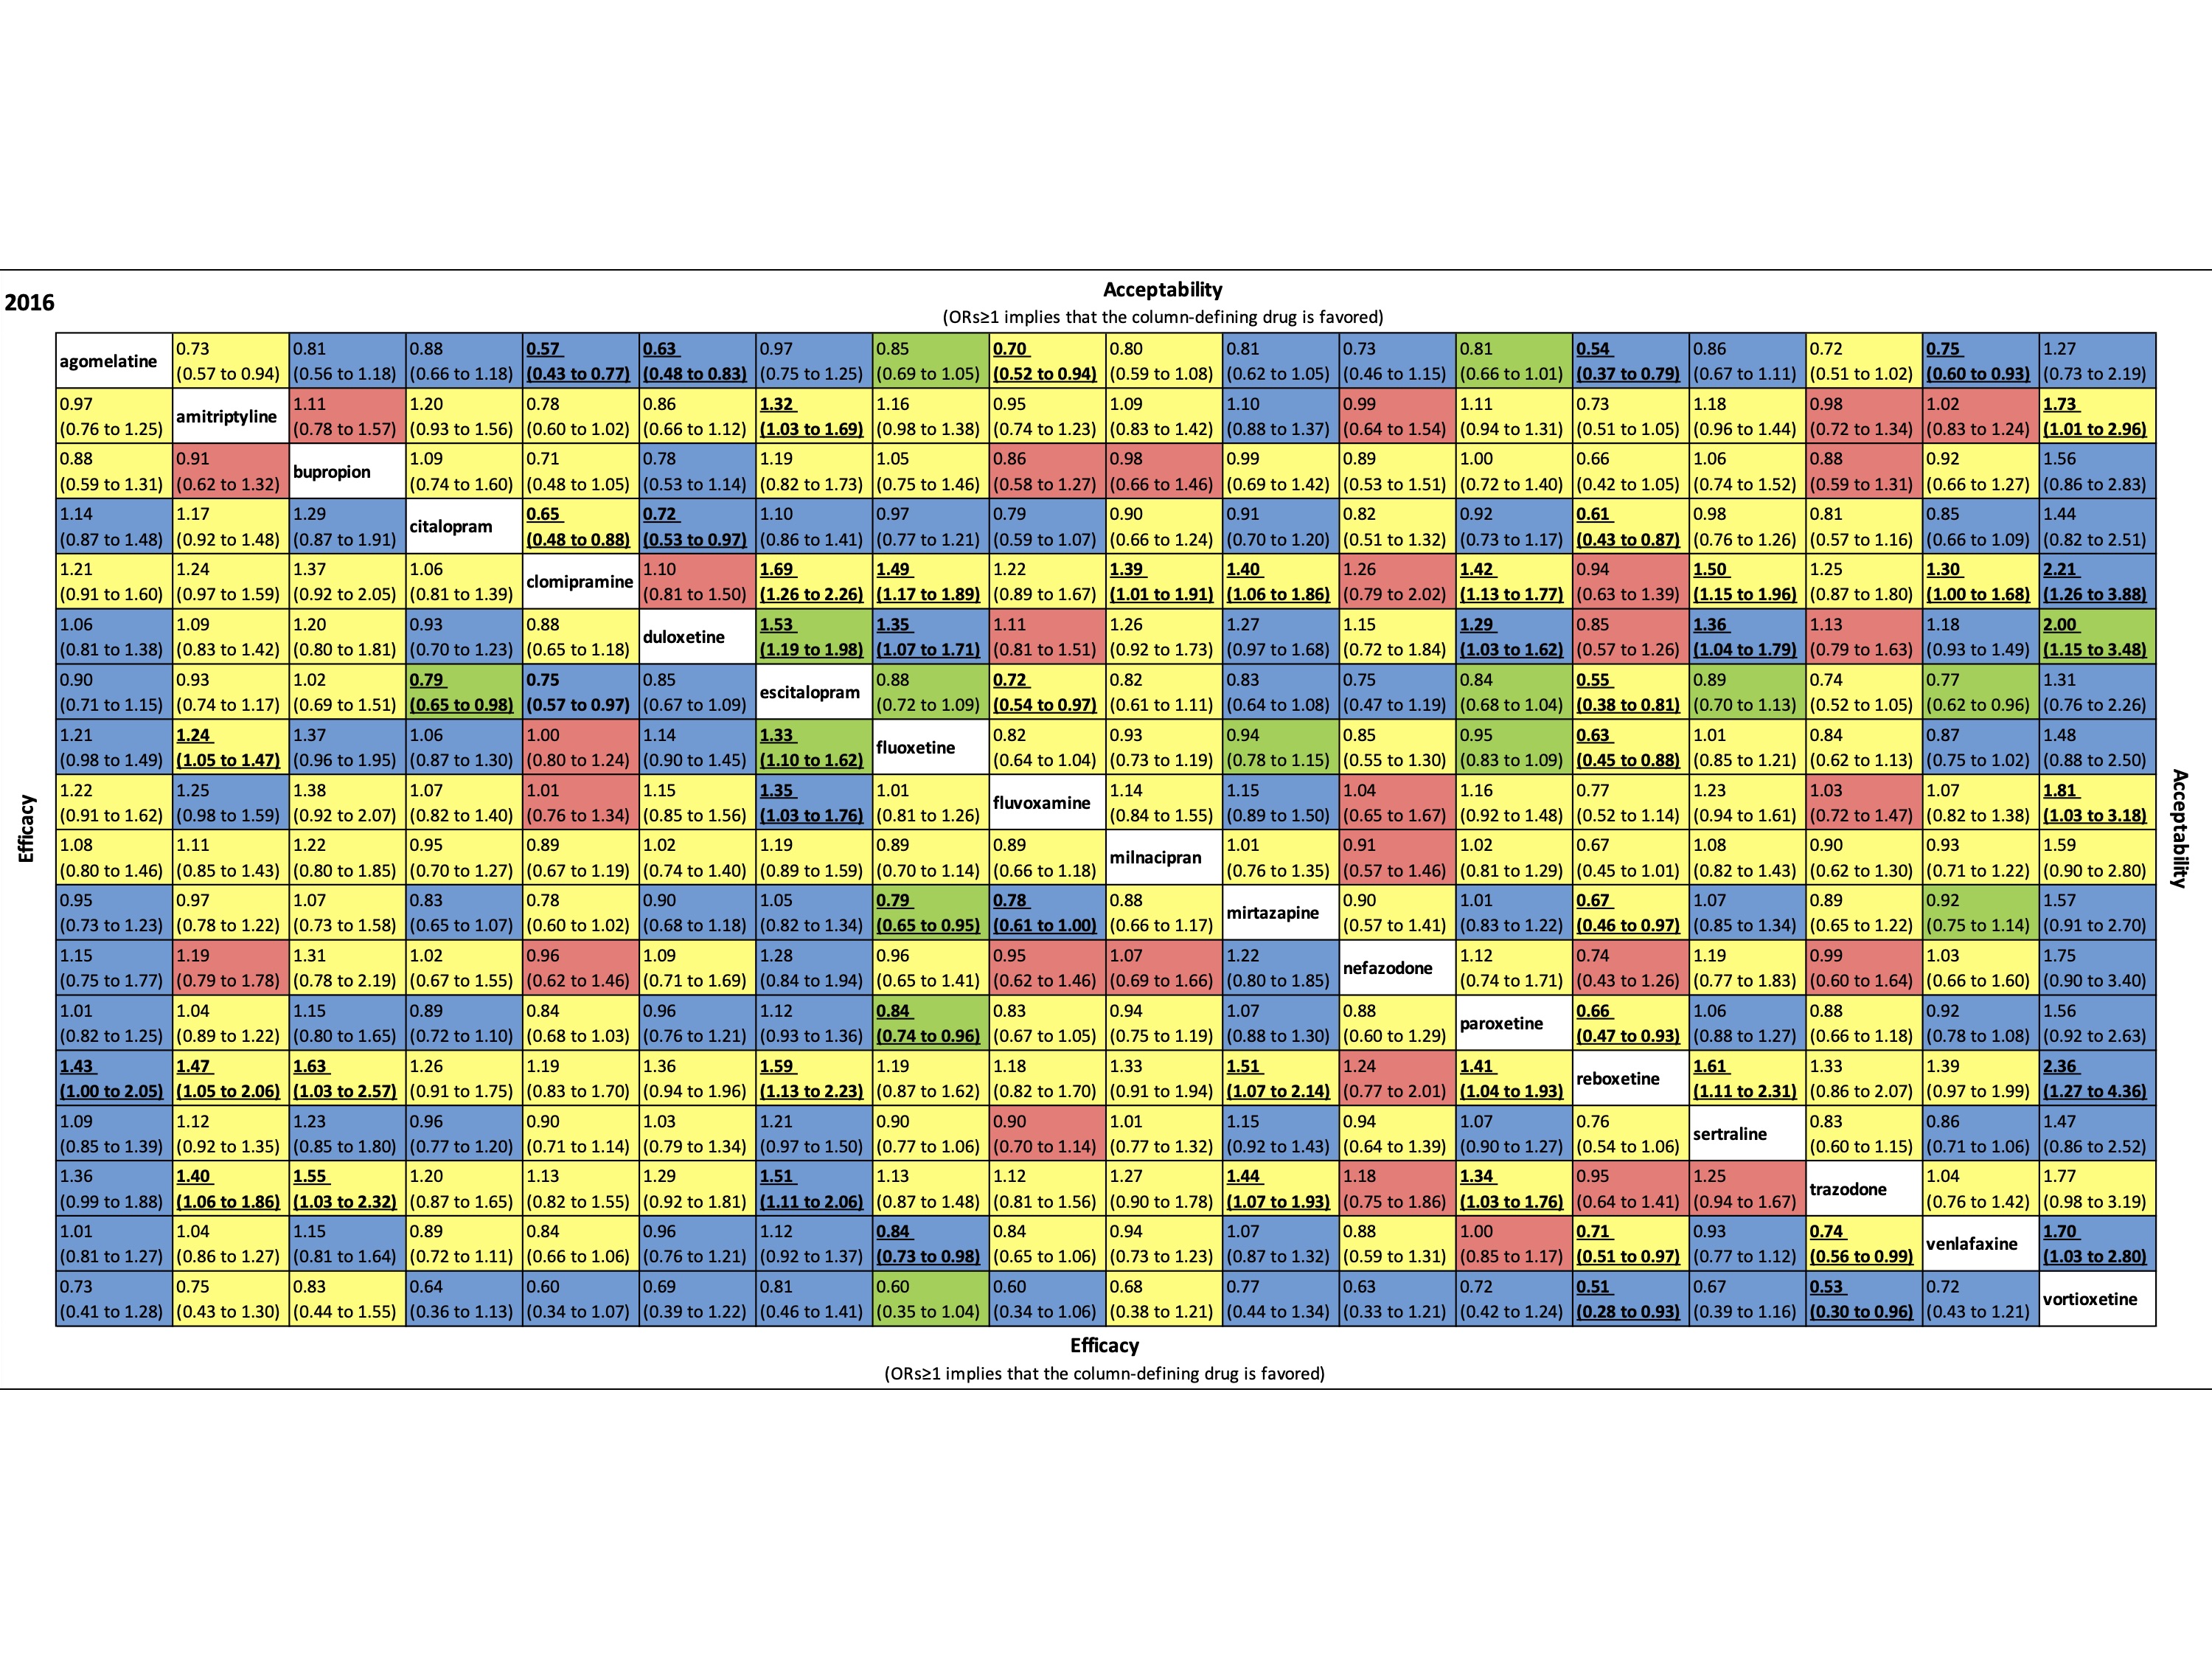 2016
Acceptability
(ORs≥1 implies that the column-defining drug is favored)
agomelatine 0.73 0.81 0.88 0.57 0.63 0.97 0.85 0.70 0.80 0.81 0.73 0.81 0.54 0.86 0.72 0.75 1.27
(0.57 to 0.94) (0.56 to 1.18) (0.66 to 1.18) (0.43 to 0.77) (0.48 to 0.83) (0.75 to 1.25) (0.69 to 1.05) (0.52 to 0.94) (0.59 to 1.08) (0.62 to 1.05) (0.46 to 1.15) (0.66 to 1.01) (0.37 to 0.79) (0.67 to 1.11) (0.51 to 1.02) (0.60 to 0.93) (0.73 to 2.19)
0.97 amitriptyline 1.11 1.20 0.78 0.86 1.32 1.16 0.95 1.09 1.10 0.99 1.11 0.73 1.18 0.98 1.02 1.73
(0.76 to 1.25) (0.78 to 1.57) (0.93 to 1.56) (0.60 to 1.02) (0.66 to 1.12) (1.03 to 1.69) (0.98 to 1.38) (0.74 to 1.23) (0.83 to 1.42) (0.88 to 1.37) (0.64 to 1.54) (0.94 to 1.31) (0.51 to 1.05) (0.96 to 1.44) (0.72 to 1.34) (0.83 to 1.24) (1.01 to 2.96)
0.88 0.91 bupropion 1.09 0.71 0.78 1.19 1.05 0.86 0.98 0.99 0.89 1.00 0.66 1.06 0.88 0.92 1.56
(0.59 to 1.31) (0.62 to 1.32) (0.74 to 1.60) (0.48 to 1.05) (0.53 to 1.14) (0.82 to 1.73) (0.75 to 1.46) (0.58 to 1.27) (0.66 to 1.46) (0.69 to 1.42) (0.53 to 1.51) (0.72 to 1.40) (0.42 to 1.05) (0.74 to 1.52) (0.59 to 1.31) (0.66 to 1.27) (0.86 to 2.83)
1.14 1.17 1.29 citalopram 0.65 0.72 1.10 0.97 0.79 0.90 0.91 0.82 0.92 0.61 0.98 0.81 0.85 1.44
(0.87 to 1.48) (0.92 to 1.48) (0.87 to 1.91) (0.48 to 0.88) (0.53 to 0.97) (0.86 to 1.41) (0.77 to 1.21) (0.59 to 1.07) (0.66 to 1.24) (0.70 to 1.20) (0.51 to 1.32) (0.73 to 1.17) (0.43 to 0.87) (0.76 to 1.26) (0.57 to 1.16) (0.66 to 1.09) (0.82 to 2.51)
1.21 1.24 1.37 1.06 clomipramine 1.10 1.69 1.49 1.22 1.39 1.40 1.26 1.42 0.94 1.50 1.25 1.30 2.21
(0.91 to 1.60) (0.97 to 1.59) (0.92 to 2.05) (0.81 to 1.39) (0.81 to 1.50) (1.26 to 2.26) (1.17 to 1.89) (0.89 to 1.67) (1.01 to 1.91) (1.06 to 1.86) (0.79 to 2.02) (1.13 to 1.77) (0.63 to 1.39) (1.15 to 1.96) (0.87 to 1.80) (1.00 to 1.68) (1.26 to 3.88)
1.06 1.09 1.20 0.93 0.88 duloxetine 1.53 1.35 1.11 1.26 1.27 1.15 1.29 0.85 1.36 1.13 1.18 2.00
(0.81 to 1.38) (0.83 to 1.42) (0.80 to 1.81) (0.70 to 1.23) (0.65 to 1.18) (1.19 to 1.98) (1.07 to 1.71) (0.81 to 1.51) (0.92 to 1.73) (0.97 to 1.68) (0.72 to 1.84) (1.03 to 1.62) (0.57 to 1.26) (1.04 to 1.79) (0.79 to 1.63) (0.93 to 1.49) (1.15 to 3.48)
0.90 0.93 1.02 0.79 0.75 0.85 escitalopram 0.88 0.72 0.82 0.83 0.75 0.84 0.55 0.89 0.74 0.77 1.31
(0.71 to 1.15) (0.74 to 1.17) (0.69 to 1.51) (0.65 to 0.98) (0.57 to 0.97) (0.67 to 1.09) (0.72 to 1.09) (0.54 to 0.97) (0.61 to 1.11) (0.64 to 1.08) (0.47 to 1.19) (0.68 to 1.04) (0.38 to 0.81) (0.70 to 1.13) (0.52 to 1.05) (0.62 to 0.96) (0.76 to 2.26)
1.21 1.24 1.37 1.06 1.00 1.14 1.33 fluoxetine 0.82 0.93 0.94 0.85 0.95 0.63 1.01 0.84 0.87 1.48
(0.98 to 1.49) (1.05 to 1.47) (0.96 to 1.95) (0.87 to 1.30) (0.80 to 1.24) (0.90 to 1.45) (1.10 to 1.62) (0.64 to 1.04) (0.73 to 1.19) (0.78 to 1.15) (0.55 to 1.30) (0.83 to 1.09) (0.45 to 0.88) (0.85 to 1.21) (0.62 to 1.13) (0.75 to 1.02) (0.88 to 2.50)
1.22 1.25 1.38 1.07 1.01 1.15 1.35 1.01 fluvoxamine 1.14 1.15 1.04 1.16 0.77 1.23 1.03 1.07 1.81
(0.91 to 1.62) (0.98 to 1.59) (0.92 to 2.07) (0.82 to 1.40) (0.76 to 1.34) (0.85 to 1.56) (1.03 to 1.76) (0.81 to 1.26) (0.84 to 1.55) (0.89 to 1.50) (0.65 to 1.67) (0.92 to 1.48) (0.52 to 1.14) (0.94 to 1.61) (0.72 to 1.47) (0.82 to 1.38) (1.03 to 3.18)
1.08 1.11 1.22 0.95 0.89 1.02 1.19 0.89 0.89 milnacipran 1.01 0.91 1.02 0.67 1.08 0.90 0.93 1.59
(0.80 to 1.46) (0.85 to 1.43) (0.80 to 1.85) (0.70 to 1.27) (0.67 to 1.19) (0.74 to 1.40) (0.89 to 1.59) (0.70 to 1.14) (0.66 to 1.18) (0.76 to 1.35) (0.57 to 1.46) (0.81 to 1.29) (0.45 to 1.01) (0.82 to 1.43) (0.62 to 1.30) (0.71 to 1.22) (0.90 to 2.80)
0.95 0.97 1.07 0.83 0.78 0.90 1.05 0.79 0.78 0.88 mirtazapine 0.90 1.01 0.67 1.07 0.89 0.92 1.57
(0.73 to 1.23) (0.78 to 1.22) (0.73 to 1.58) (0.65 to 1.07) (0.60 to 1.02) (0.68 to 1.18) (0.82 to 1.34) (0.65 to 0.95) (0.61 to 1.00) (0.66 to 1.17) (0.57 to 1.41) (0.83 to 1.22) (0.46 to 0.97) (0.85 to 1.34) (0.65 to 1.22) (0.75 to 1.14) (0.91 to 2.70)
1.15 1.19 1.31 1.02 0.96 1.09 1.28 0.96 0.95 1.07 1.22 nefazodone 1.12 0.74 1.19 0.99 1.03 1.75
(0.75 to 1.77) (0.79 to 1.78) (0.78 to 2.19) (0.67 to 1.55) (0.62 to 1.46) (0.71 to 1.69) (0.84 to 1.94) (0.65 to 1.41) (0.62 to 1.46) (0.69 to 1.66) (0.80 to 1.85) (0.74 to 1.71) (0.43 to 1.26) (0.77 to 1.83) (0.60 to 1.64) (0.66 to 1.60) (0.90 to 3.40)
1.01 1.04 1.15 0.89 0.84 0.96 1.12 0.84 0.83 0.94 1.07 0.88 paroxetine 0.66 1.06 0.88 0.92 1.56
(0.82 to 1.25) (0.89 to 1.22) (0.80 to 1.65) (0.72 to 1.10) (0.68 to 1.03) (0.76 to 1.21) (0.93 to 1.36) (0.74 to 0.96) (0.67 to 1.05) (0.75 to 1.19) (0.88 to 1.30) (0.60 to 1.29) (0.47 to 0.93) (0.88 to 1.27) (0.66 to 1.18) (0.78 to 1.08) (0.92 to 2.63)
1.43 1.47 1.63 1.26 1.19 1.36 1.59 1.19 1.18 1.33 1.51 1.24 1.41 reboxetine 1.61 1.33 1.39 2.36
(1.00 to 2.05) (1.05 to 2.06) (1.03 to 2.57) (0.91 to 1.75) (0.83 to 1.70) (0.94 to 1.96) (1.13 to 2.23) (0.87 to 1.62) (0.82 to 1.70) (0.91 to 1.94) (1.07 to 2.14) (0.77 to 2.01) (1.04 to 1.93) (1.11 to 2.31) (0.86 to 2.07) (0.97 to 1.99) (1.27 to 4.36)
1.09 1.12 1.23 0.96 0.90 1.03 1.21 0.90 0.90 1.01 1.15 0.94 1.07 0.76 sertraline 0.83 0.86 1.47
(0.85 to 1.39) (0.92 to 1.35) (0.85 to 1.80) (0.77 to 1.20) (0.71 to 1.14) (0.79 to 1.34) (0.97 to 1.50) (0.77 to 1.06) (0.70 to 1.14) (0.77 to 1.32) (0.92 to 1.43) (0.64 to 1.39) (0.90 to 1.27) (0.54 to 1.06) (0.60 to 1.15) (0.71 to 1.06) (0.86 to 2.52)
1.36 1.40 1.55 1.20 1.13 1.29 1.51 1.13 1.12 1.27 1.44 1.18 1.34 0.95 1.25 trazodone 1.04 1.77
(0.99 to 1.88) (1.06 to 1.86) (1.03 to 2.32) (0.87 to 1.65) (0.82 to 1.55) (0.92 to 1.81) (1.11 to 2.06) (0.87 to 1.48) (0.81 to 1.56) (0.90 to 1.78) (1.07 to 1.93) (0.75 to 1.86) (1.03 to 1.76) (0.64 to 1.41) (0.94 to 1.67) (0.76 to 1.42) (0.98 to 3.19)
1.01 1.04 1.15 0.89 0.84 0.96 1.12 0.84 0.84 0.94 1.07 0.88 1.00 0.71 0.93 0.74 venlafaxine 1.70
(0.81 to 1.27) (0.86 to 1.27) (0.81 to 1.64) (0.72 to 1.11) (0.66 to 1.06) (0.76 to 1.21) (0.92 to 1.37) (0.73 to 0.98) (0.65 to 1.06) (0.73 to 1.23) (0.87 to 1.32) (0.59 to 1.31) (0.85 to 1.17) (0.51 to 0.97) (0.77 to 1.12) (0.56 to 0.99) (1.03 to 2.80)
0.73 0.75 0.83 0.64 0.60 0.69 0.81 0.60 0.60 0.68 0.77 0.63 0.72 0.51 0.67 0.53 0.72 vortioxetine
(0.41 to 1.28) (0.43 to 1.30) (0.44 to 1.55) (0.36 to 1.13) (0.34 to 1.07) (0.39 to 1.22) (0.46 to 1.41) (0.35 to 1.04) (0.34 to 1.06) (0.38 to 1.21) (0.44 to 1.34) (0.33 to 1.21) (0.42 to 1.24) (0.28 to 0.93) (0.39 to 1.16) (0.30 to 0.96) (0.43 to 1.21)
Efficacy
Acceptability
Efficacy
(ORs≥1 implies that the column-defining drug is favored)